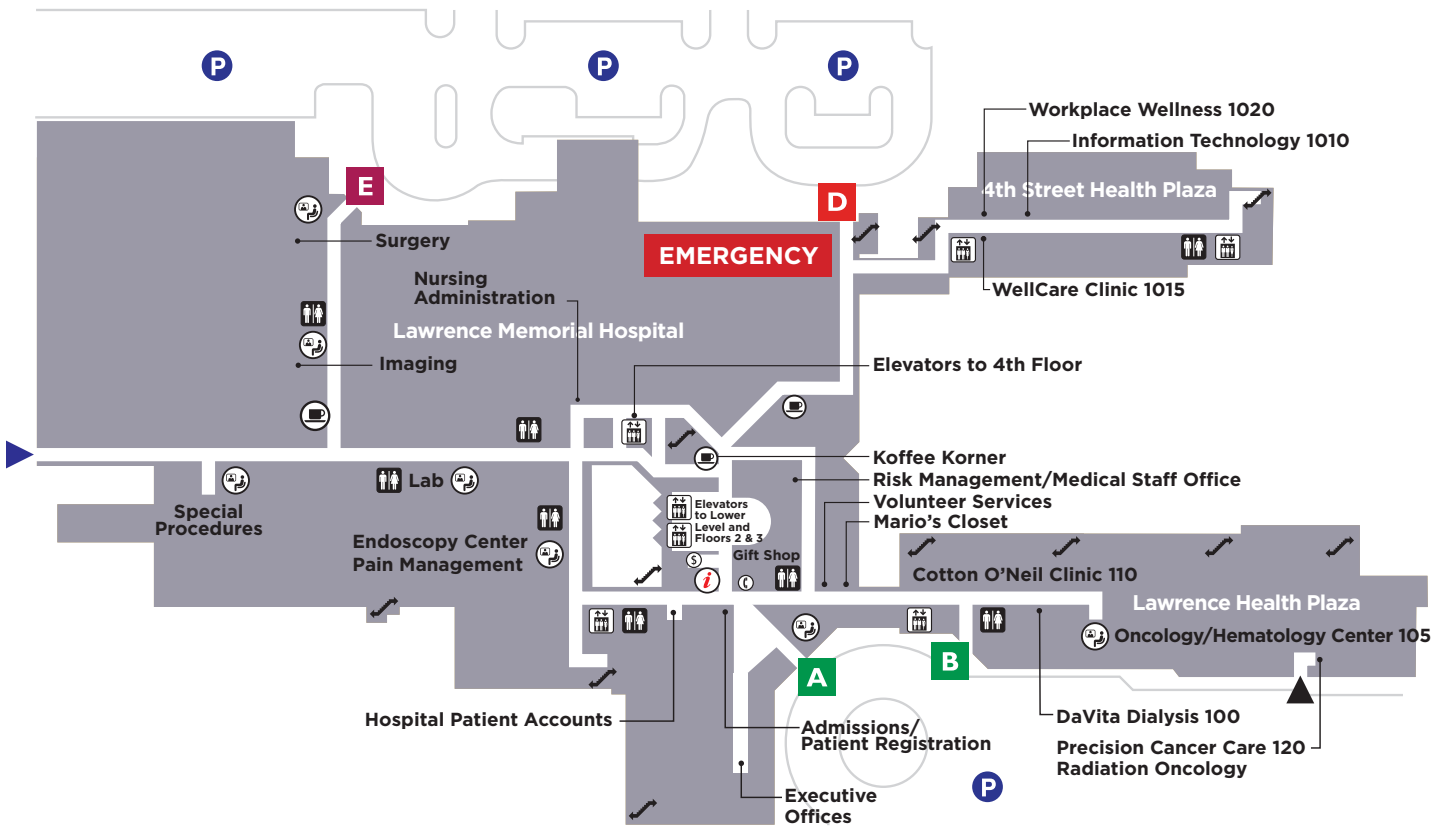 P
P
P
Workplace Wellness 1020
Information Technology 1010
E
4th Street Health Plaza
D
Surgery
EMERGENCY
Nursing
Administration
WellCare Clinic 1015
Lawrence Memorial Hospital
Imaging
Elevators to 4th Floor
Koffee Korner
Risk Management/Medical Staff Office
Lab
Volunteer Services
Mario's Closet
Special
Procedures
Elevators
to Lower
Level and
Floors 2 & 3
Endoscopy Center
Pain Management
Gift Shop
$
i
Cotton O'Neil Clinic 110
Lawrence Health Plaza
Oncology/Hematology Center 105
A
B
Hospital Patient Accounts
Admissions/
Patient Registration
DaVita Dialysis 100
Precision Cancer Care 120
Radiation Oncology
P
Executive
Offices